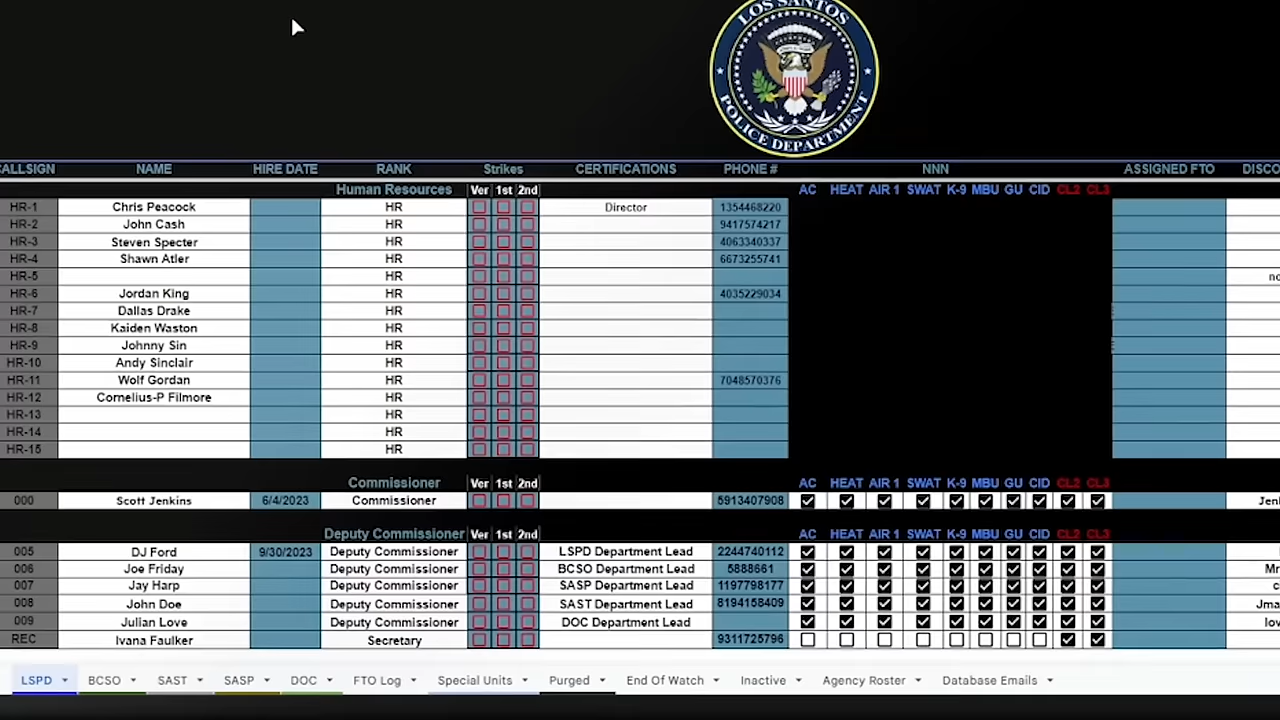 LOS SANTOS
POLICE DEPARTMENT
CALLSIGN NAME HIRE DATE RANK Strikes CERTIFICATIONS PHONE # NNN ASSIGNED FTO DISCO
Human Resources Ver 1st 2nd AC HEAT AIR 1 SWAT K-9 MBU GU CID CL2 CL3
HR-1 Chris Peacock HR Director 1354468220
HR-2 John Cash HR 9417574217
HR-3 Steven Specter HR 4063340337
HR-4 Shawn Atler HR 6673255741
HR-5 HR no
HR-6 Jordan King HR 4035229034
HR-7 Dallas Drake HR
HR-8 Kaiden Waston HR
HR-9 Johnny Sin HR
HR-10 Andy Sinclair HR
HR-11 Wolf Gordan HR 7048570376
HR-12 Cornelius-P Filmore HR
HR-13 HR
HR-14 HR
HR-15 HR
Commissioner Ver 1st 2nd AC HEAT AIR 1 SWAT K-9 MBU GU CID CL2 CL3
000 Scott Jenkins 6/4/2023 Commissioner 5913407908 Jenl
Deputy Commissioner Ver 1st 2nd AC HEAT AIR 1 SWAT K-9 MBU GU CID CL2 CL3
005 DJ Ford 9/30/2023 Deputy Commissioner LSPD Department Lead 2244740112
006 Joe Friday Deputy Commissioner BCSO Department Lead 5888661 Mr
007 Jay Harp Deputy Commissioner SASP Department Lead 1197798177 c
008 John Doe Deputy Commissioner SAST Department Lead 8194158409 Jma
009 Julian Love Deputy Commissioner DOC Department Lead lov
REC Ivana Faulker Secretary 9311725796
LSPD BCSO SAST SASP DOC FTO Log Special Units Purged End Of Watch Inactive Agency Roster Database Emails